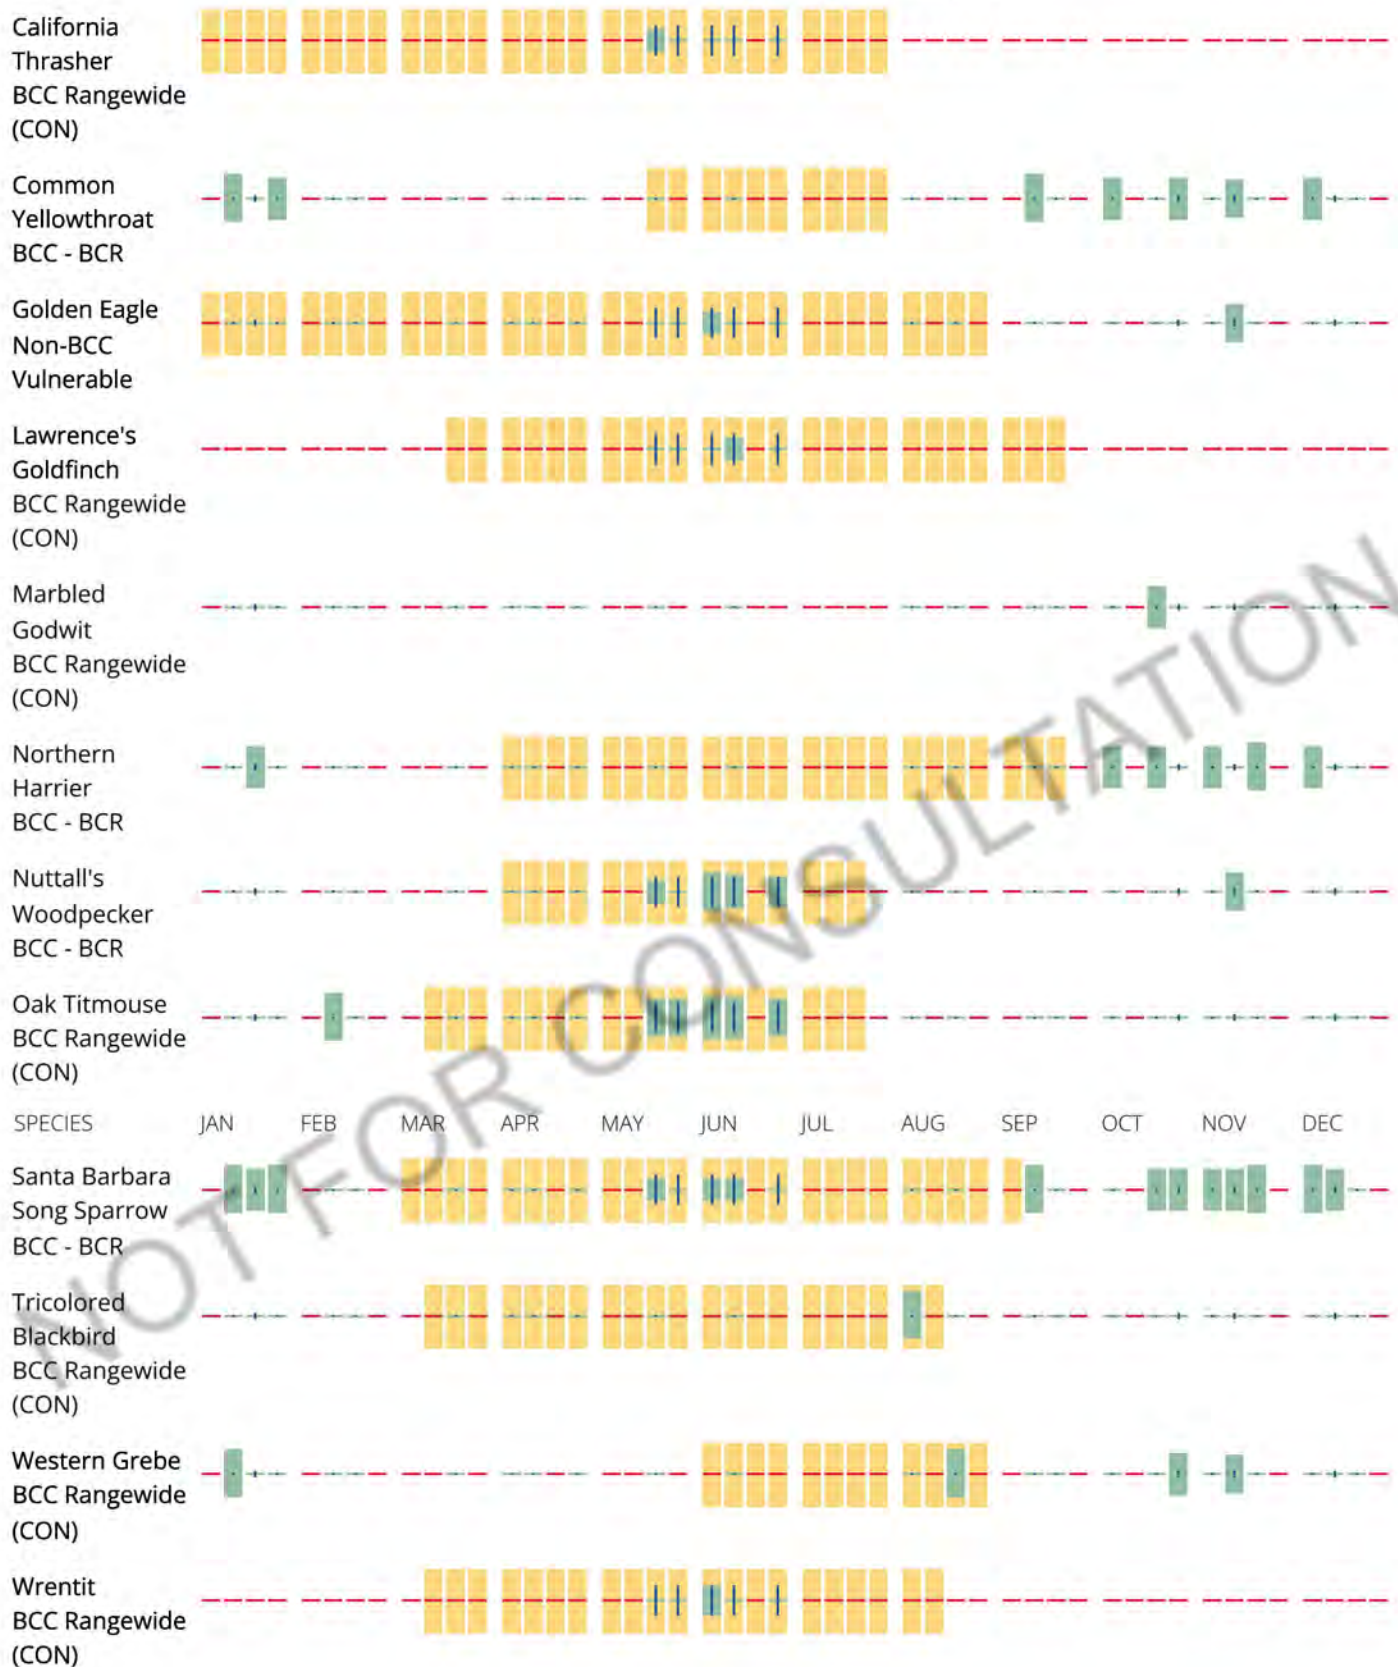 California
Thrasher
BCC Rangewide
(CON)
Common
Yellowthroat
BCC - BCR
Golden Eagle
Non-BCC
Vulnerable
Lawrence's
Goldfinch
BCC Rangewide
(CON)
Marbled
Godwit
BCC Rangewide
(CON)
Northern
Harrier
BCC - BCR
Nuttall's
Woodpecker
BCC - BCR
Oak Titmouse
BCC Rangewide
(CON)
SPECIES JAN FEB MAR APR MAY JUN JUL AUG SEP OCT NOV DEC
Santa Barbara
Song Sparrow
BCC - BCR
Tricolored
Blackbird
BCC Rangewide
(CON)
Western Grebe
BCC Rangewide
(CON)
Wrentit
BCC Rangewide
(CON)
NOT FOR CONSULTATION